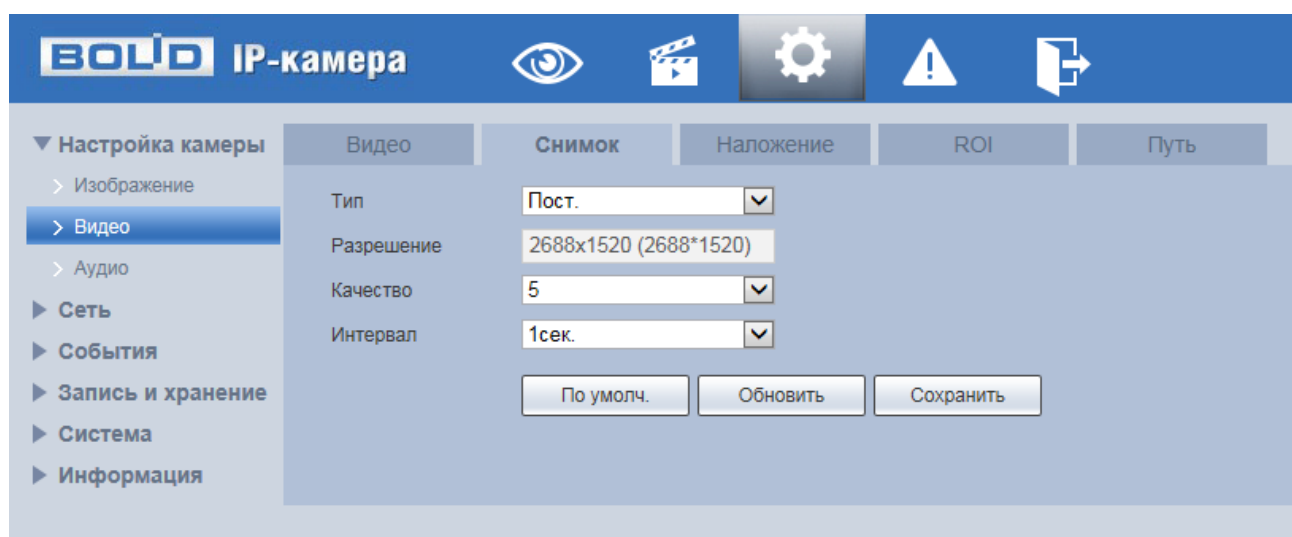 BOLID IP-камера
Настройка камеры
Изображение
Видео
Аудио
Сеть
События
Запись и хранение
Система
Информация
Видео Снимок Наложение ROI Путь
Тип Пост.
Разрешение 2688x1520 (2688*1520)
Качество 5
Интервал 1сек.
По умолч. Обновить Сохранить